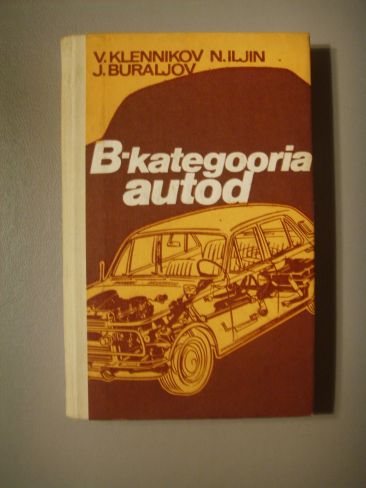 V. KLENNIKOV N. ILJIN
J. BURALJOV
B-kategooria
autod